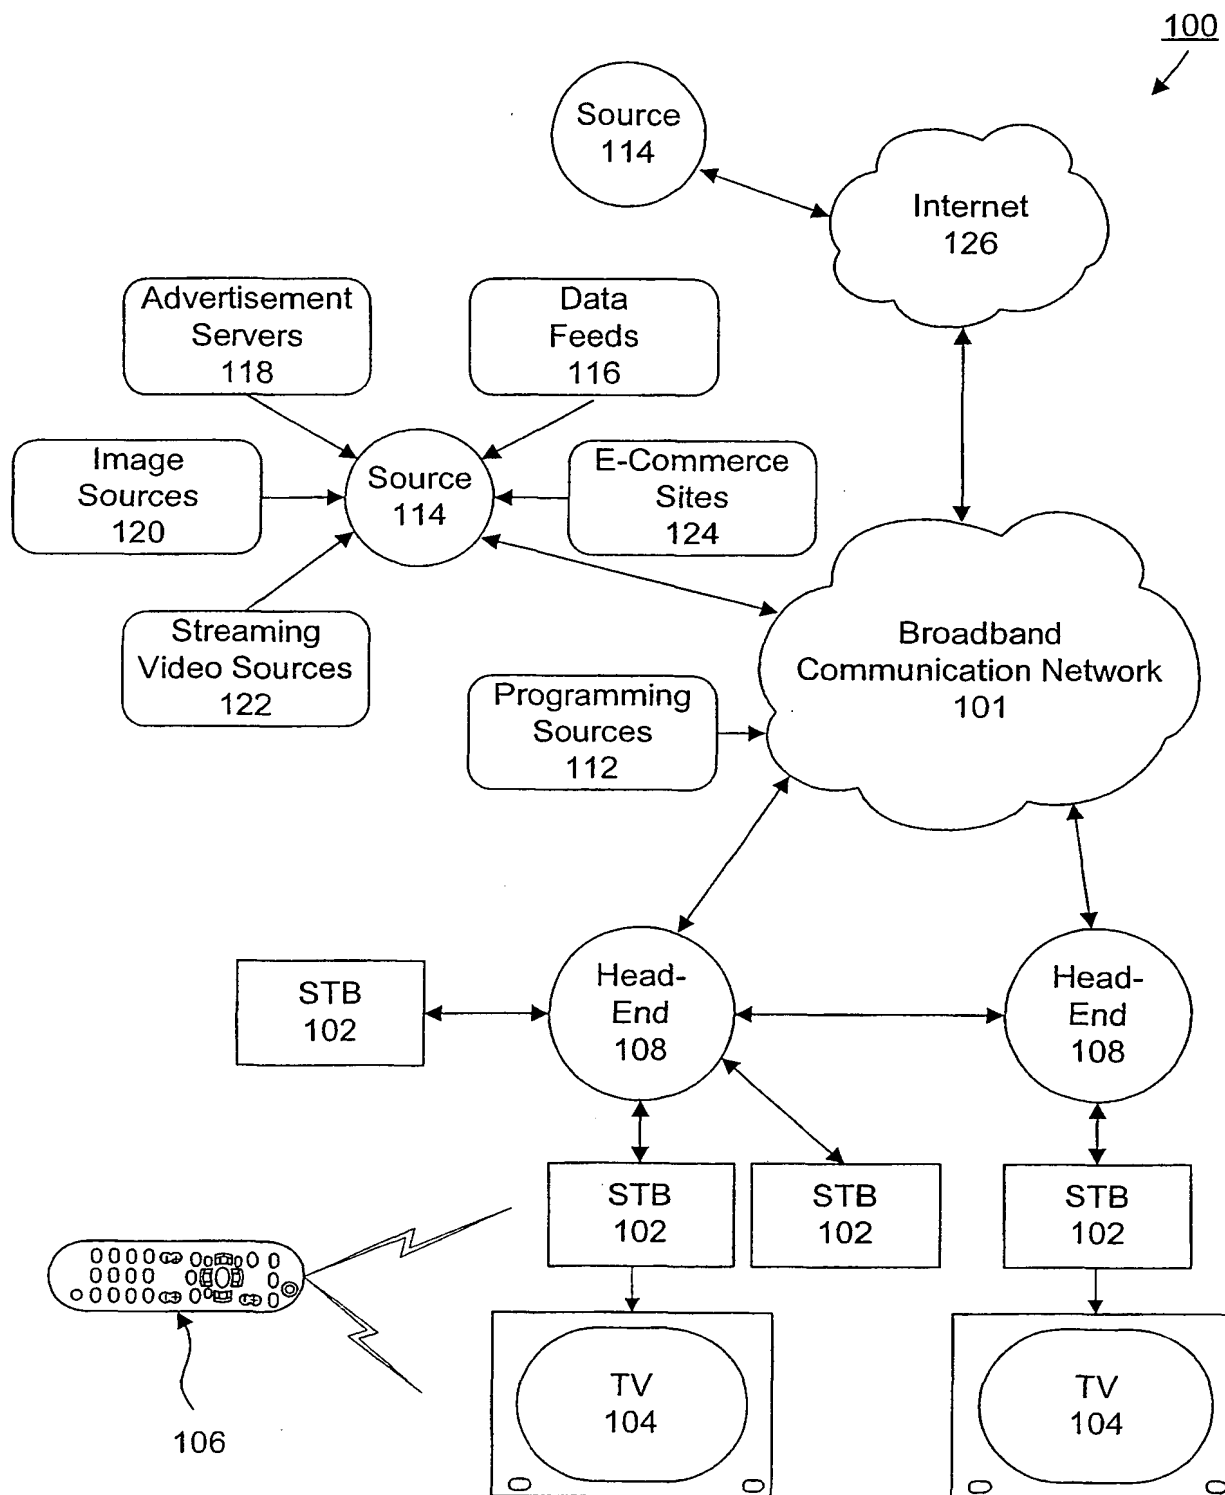 100
Source
114
Internet
126
Advertisement
Servers
118
Data
Feeds
116
Image
Sources
120
Source
114
E-Commerce
Sites
124
Streaming
Video Sources
122
Broadband
Communication Network
101
Programming
Sources
112
STB
102
Head-
End
108
Head-
End
108
STB
102
STB
102
STB
102
TV
104
TV
104
106